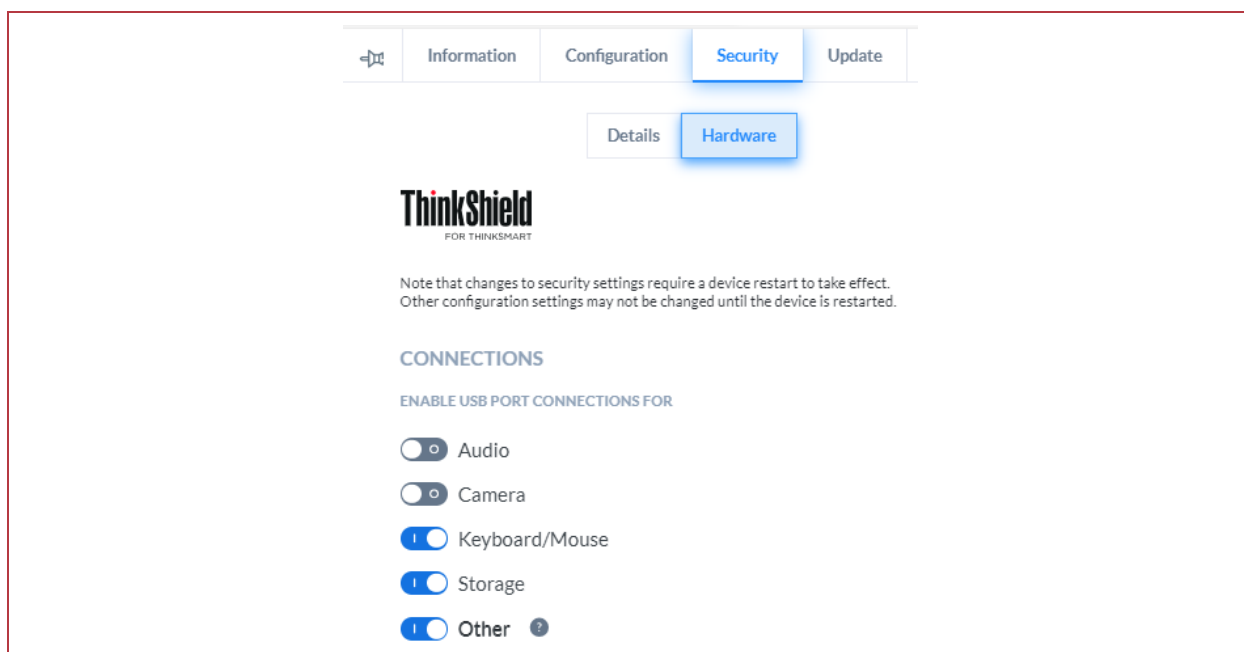 Information Configuration Security Update
Details Hardware
ThinkShield
FOR THINKSMART
Note that changes to security settings require a device restart to take effect.
Other configuration settings may not be changed until the device is restarted.
CONNECTIONS
ENABLE USB PORT CONNECTIONS FOR
Audio
Camera
Keyboard/Mouse
Storage
Other ?